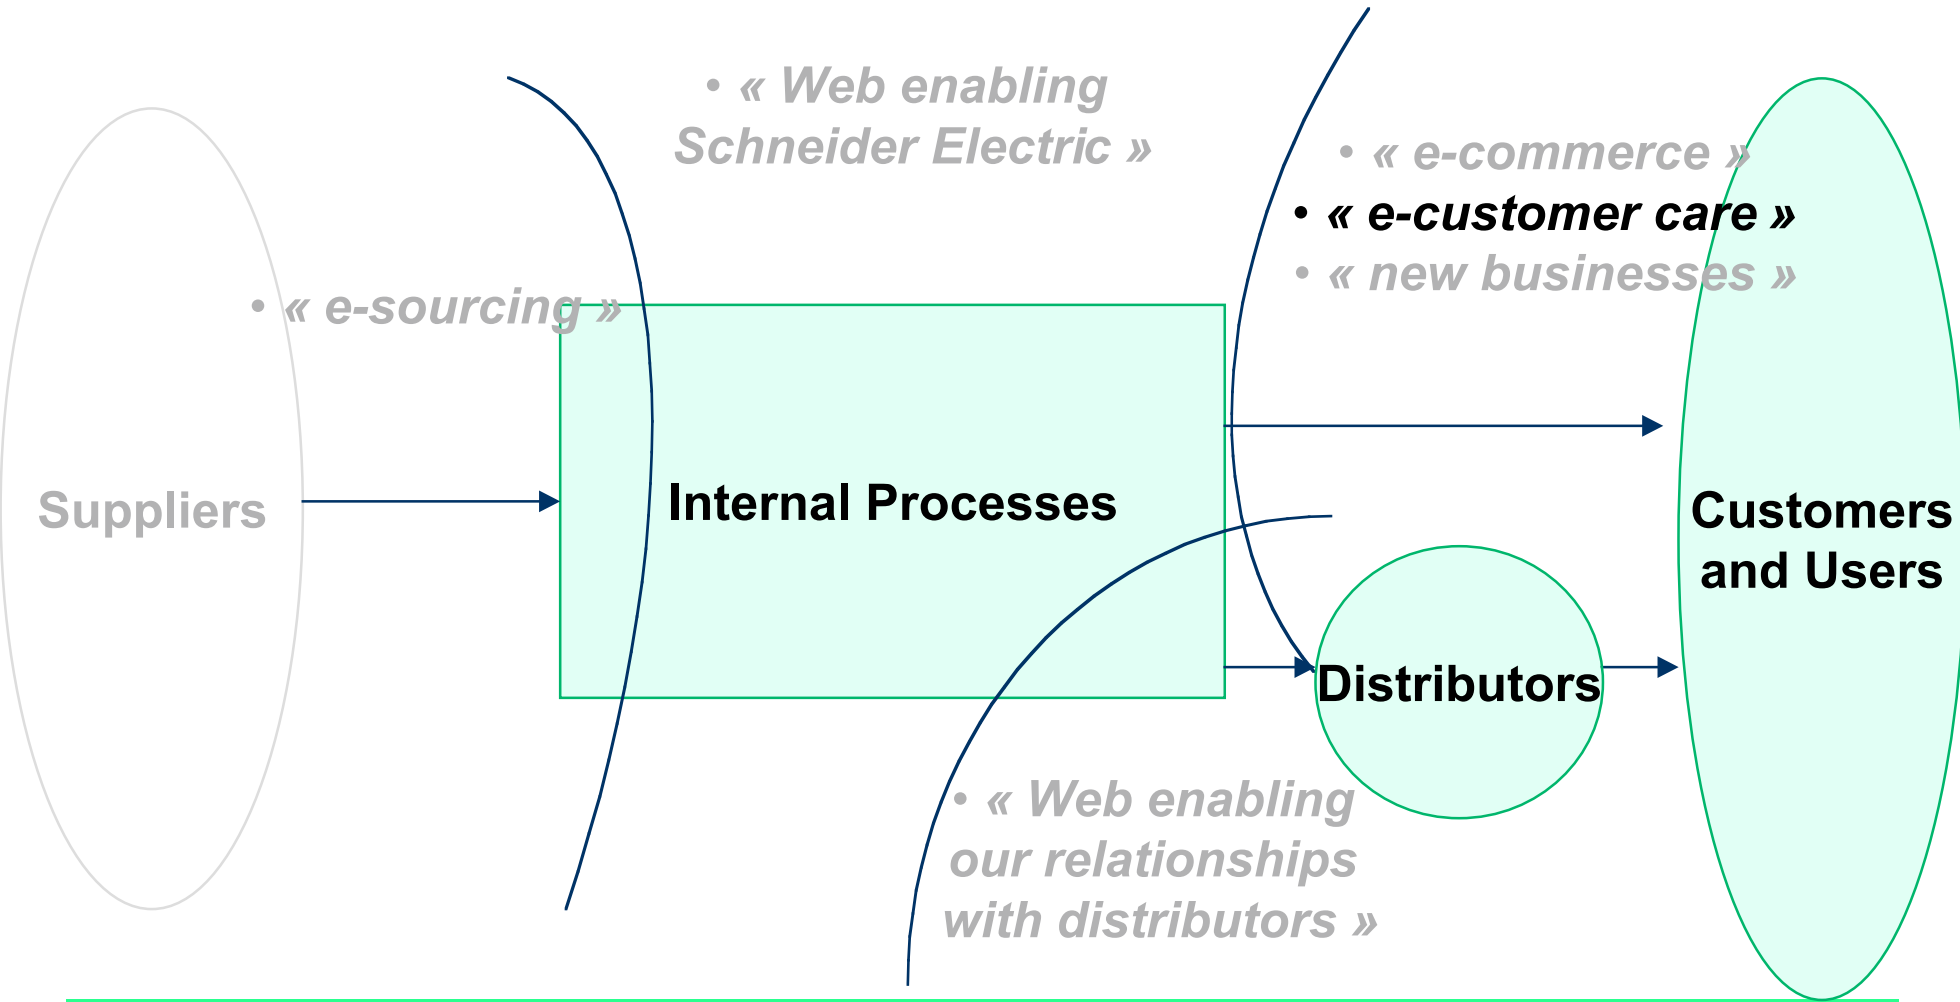 • « Web enabling
Schneider Electric »
• « e-commerce »
• « e-customer care »
• « new businesses »
• « e-sourcing »
Suppliers
Internal Processes
Customers
and Users
Distributors
• « Web enabling
our relationships
with distributors »